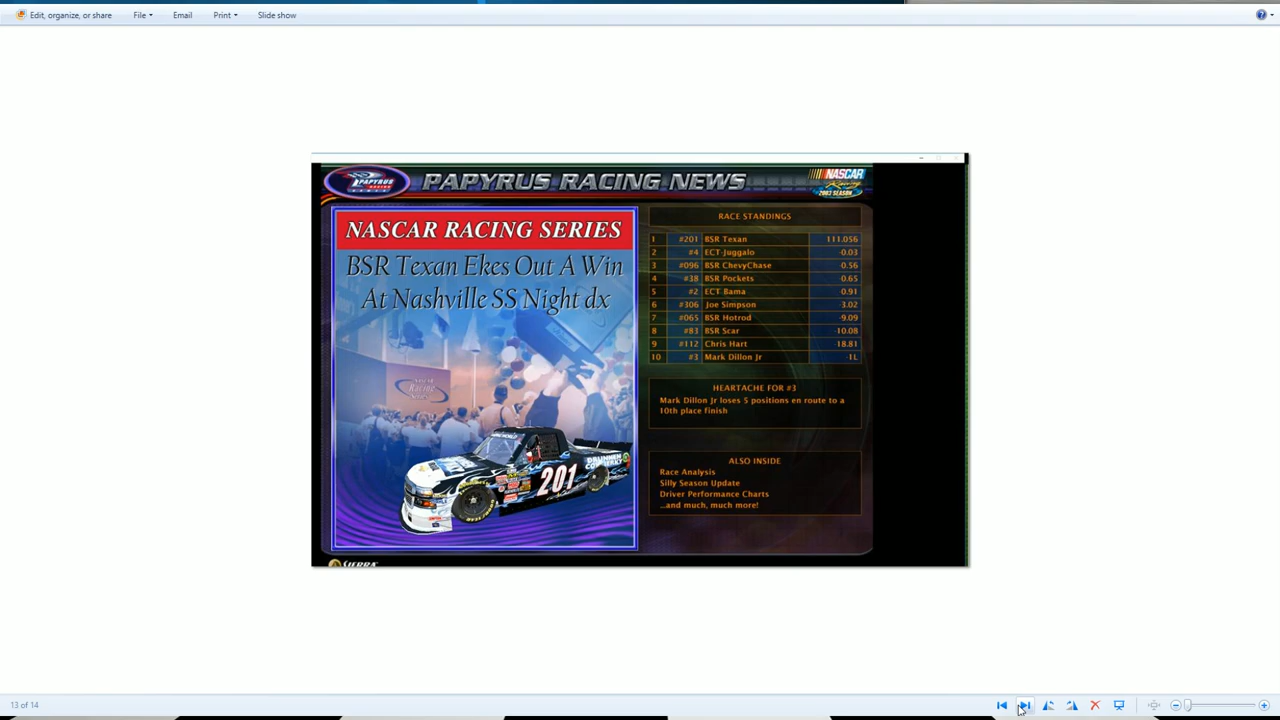 Edit, organize, or share File Email Print Slide show
PAPYRUS RACING NEWS
PAPYRUS
NASCAR
Racing
2003 SEASON
NASCAR RACING SERIES
BSR Texan Ekes Out A Win
At Nashville SS Night dx
201
RACE STANDINGS
1 #201 BSR Texan 111.056
2 #4 ECT-Juggalo -0.03
3 #096 BSR ChevyChase -0.56
4 #38 BSR Pockets -0.65
5 #2 ECT-Bama -0.91
6 #306 Joe Simpson -3.02
7 #065 BSR Hotrod -9.09
8 #83 BSR Scar -10.08
9 #112 Chris Hart -18.81
10 #3 Mark Dillon Jr -1L
HEARTACHE FOR #3
Mark Dillon Jr loses 5 positions en route to a
10th place finish
ALSO INSIDE
Race Analysis
Silly Season Update
Driver Performance Charts
...and much, much more!
SIERRA
13 of 14